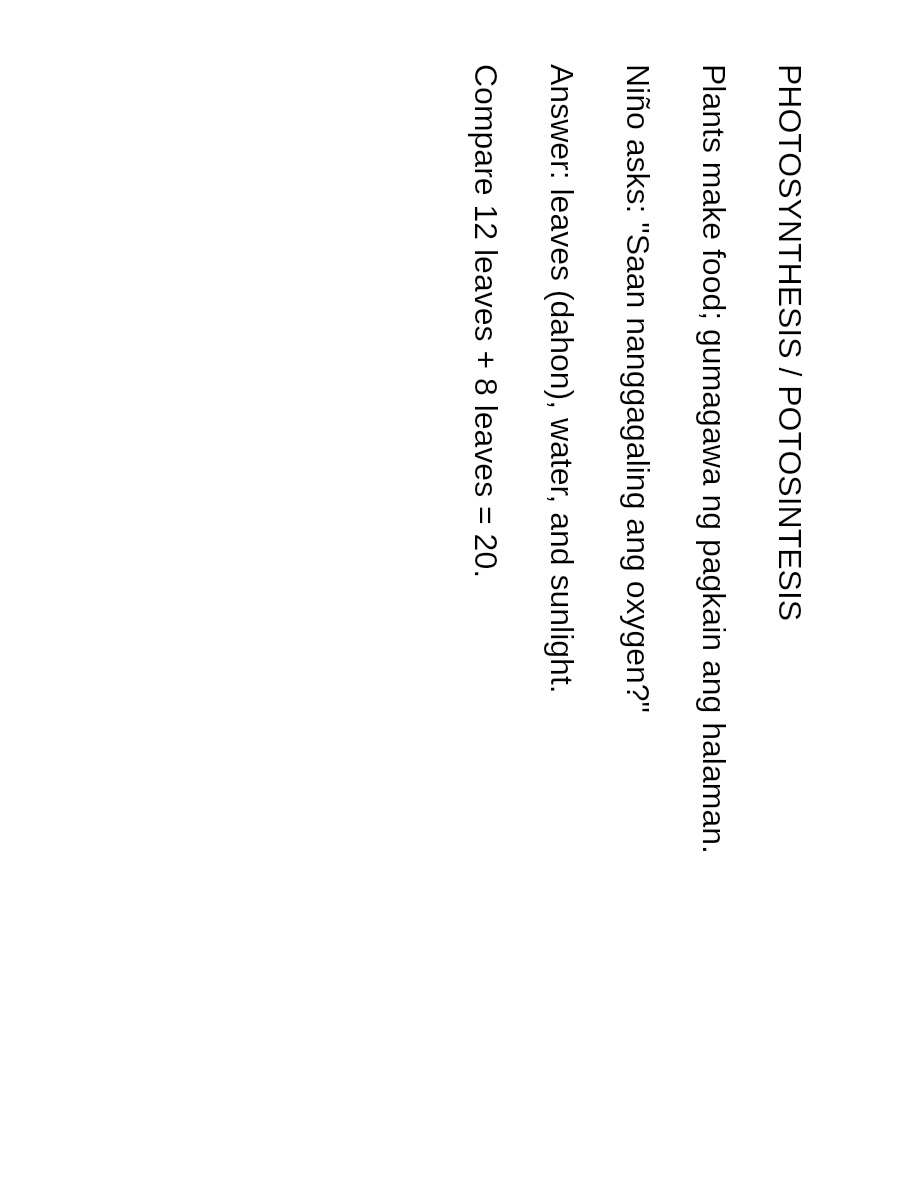 PHOTOSYNTHESIS / POTOSINTESIS
Plants make food; gumagawa ng pagkain ang halaman.
Niño asks: "Saan nanggagaling ang oxygen?"
Answer: leaves (dahon), water, and sunlight.
Compare 12 leaves + 8 leaves = 20.